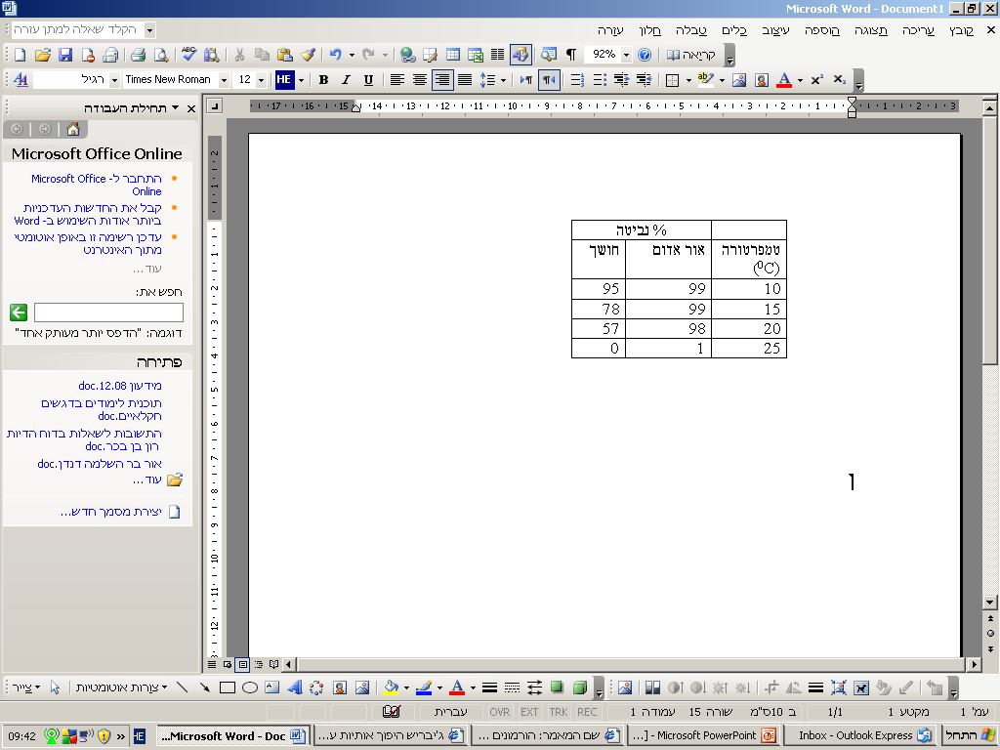 Microsoft Word - Document1
קובץ עריכה תצוגה הוספה עיצוב כלים טבלה חלון עזרה
הקלד שאלה למתן עזרה
92% קריאה
רגיל Times New Roman 12 HE B I U
תחילת העבודה
Microsoft Office Online
התחבר ל- Microsoft Office Online
קבל את החדשות העדכניות
ביותר אודות השימוש ב- Word
עדכן רשימה זו באופן אוטומטי
מתוך האינטרנט
עוד...
חפש את:
דוגמה: "הדפס יותר מעותק אחד"
פתיחה
מידעון 12.08.doc
תוכנית לימודים בדגשים
חקלאיים.doc
התשובות לשאלות בדוח הדיות
רון בן בכר.doc
אור בר השלמה דנדן.doc
עוד...
יצירת מסמך חדש...
% נביטה
טמפרטורה (⁰C) אור אדום חושך
10 99 95
15 99 78
20 98 57
25 1 0
צייר צורות אוטומטיות
עמ' 1 מקטע 1 1/1 ב 10ס"מ שורה 15 עמודה 1 REC TRK EXT OVR עברית
התחל Inbox - Outlook Express Microsoft PowerPoint - [... שם המאמר: הורמונים ... ג'יבריש היפוך אותיות ע... Microsoft Word - Doc... HE 09:42